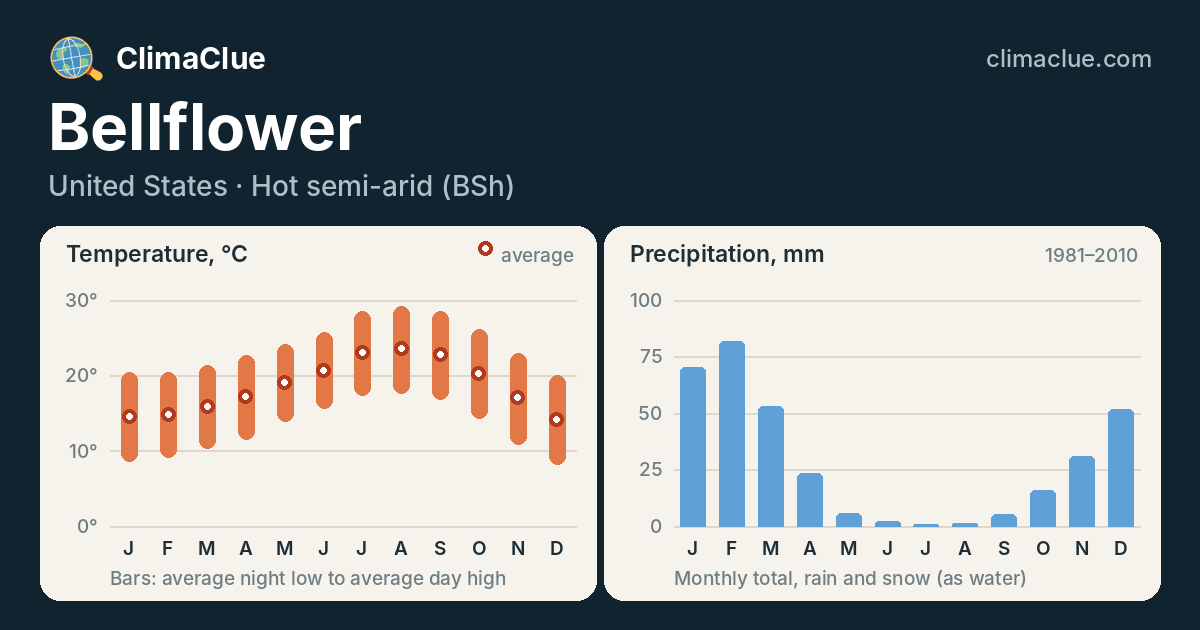 ClimaClue
climaclue.com
Bellflower
United States · Hot semi-arid (BSh)
Temperature, °C
average
30°
20°
10°
0°
J F M A M J J A S O N D
Bars: average night low to average day high
Precipitation, mm
1981–2010
100
75
50
25
0
J F M A M J J A S O N D
Monthly total, rain and snow (as water)